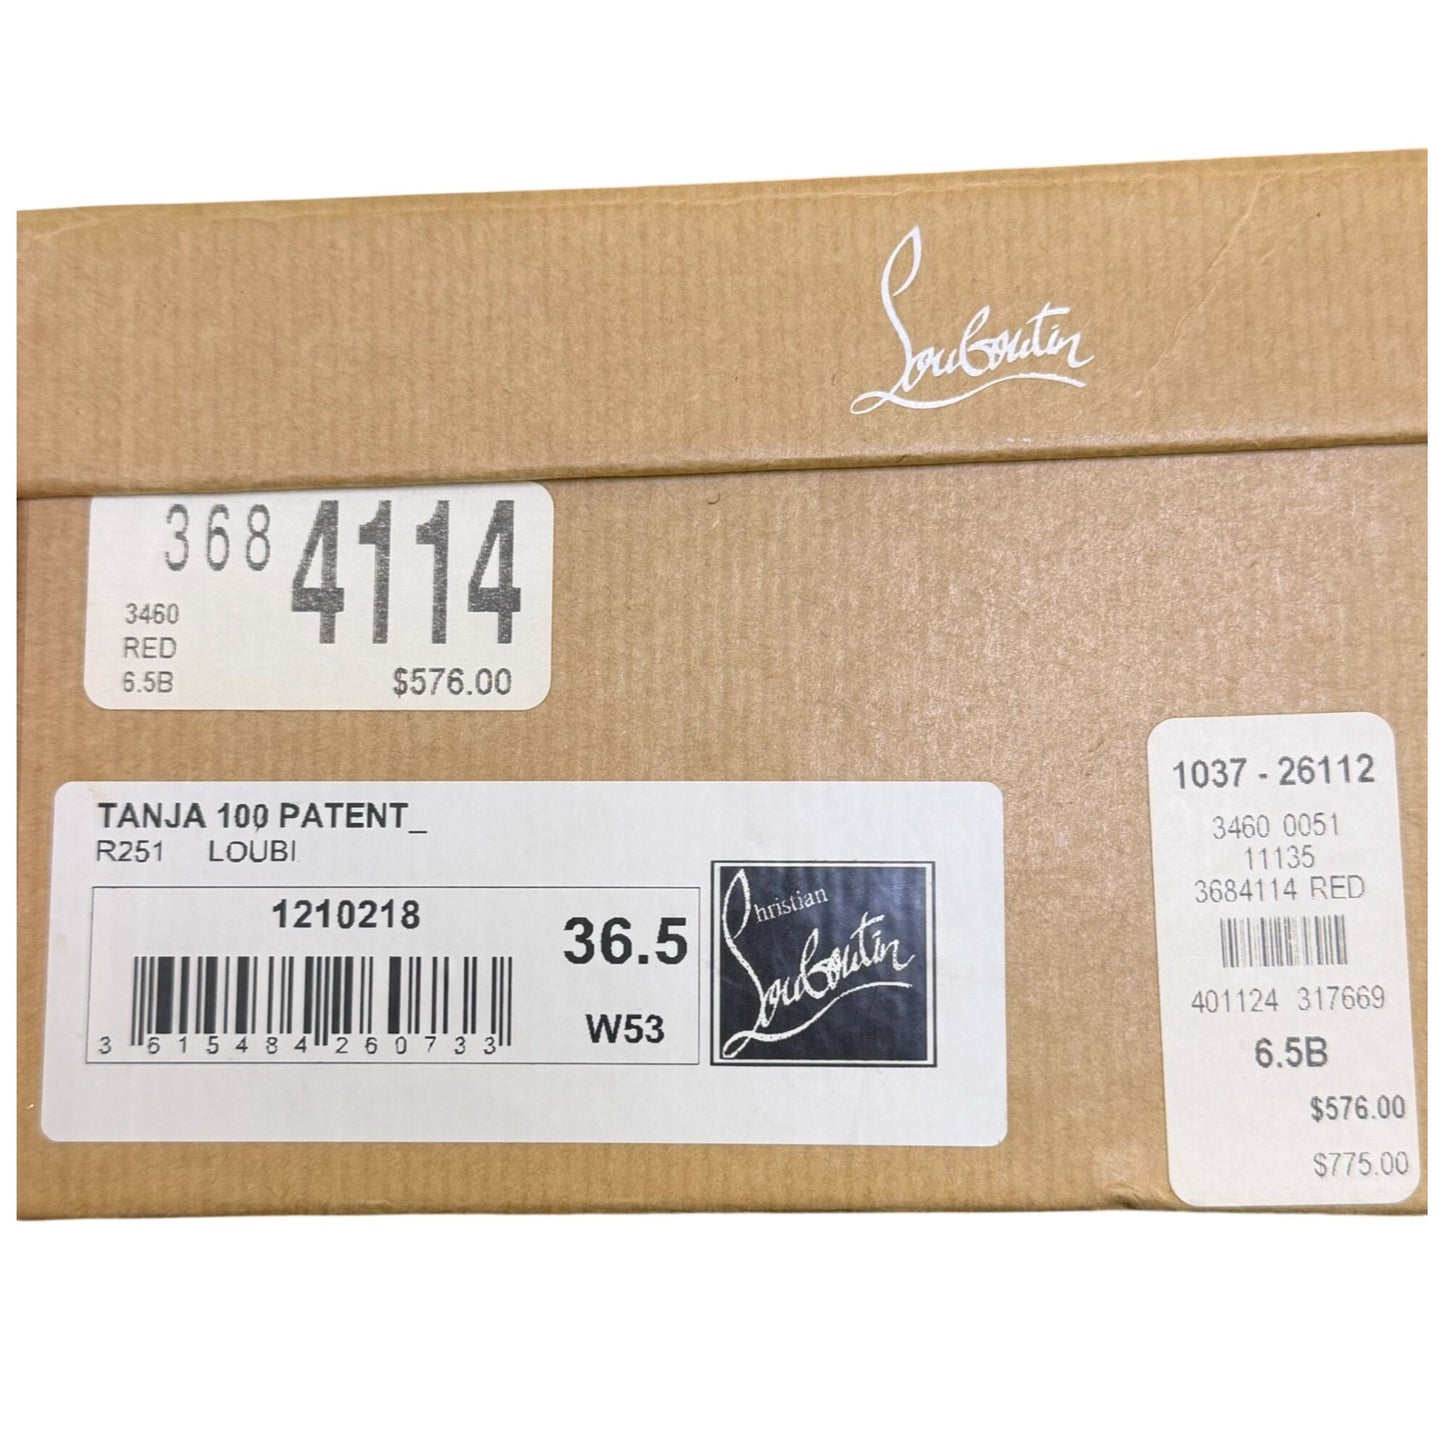 Louboutin
368 4114
3460
RED
6.5B $576.00
TANJA 100 PATENT_
R251 LOUBI
1210218
36.5
3 615484 260733
W53
Christian
Louboutin
1037 - 26112
3460 0051
11135
3684114 RED
401124 317669
6.5B
$576.00
$775.00